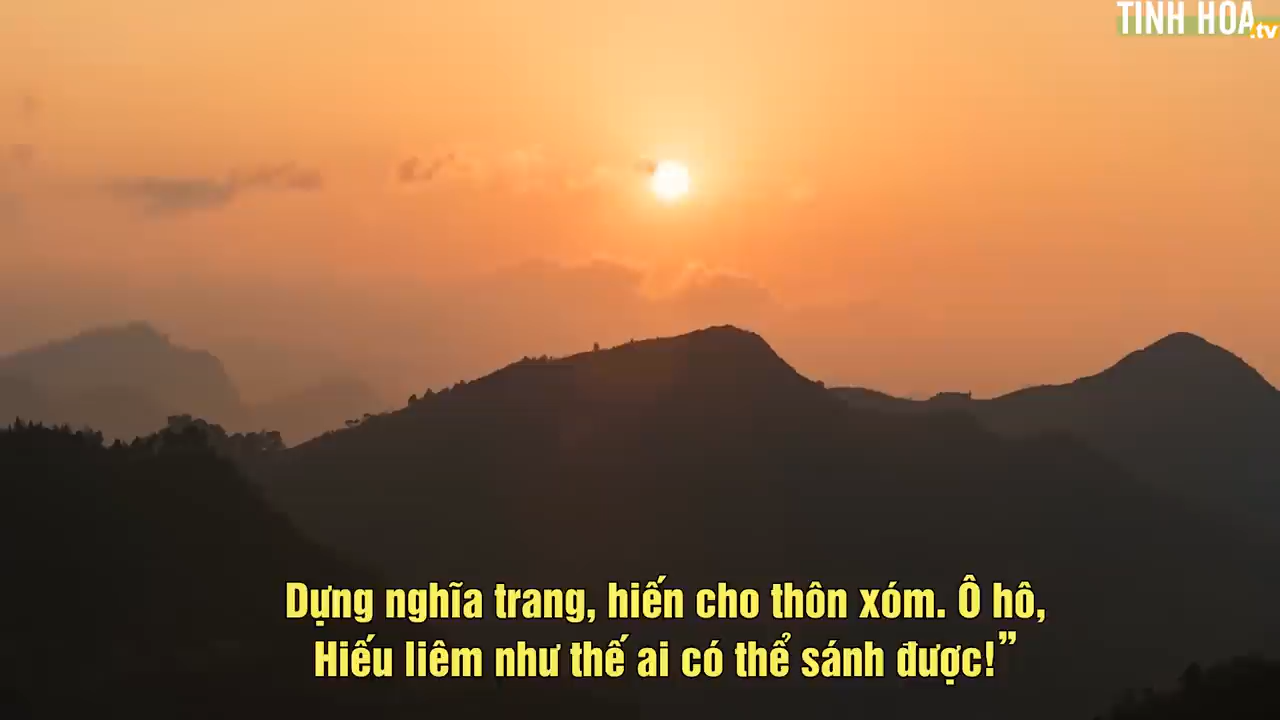 TINH HOA
.tv
Dựng nghĩa trang, hiến cho thôn xóm. Ô hô,
Hiếu liêm như thế ai có thể sánh được!”